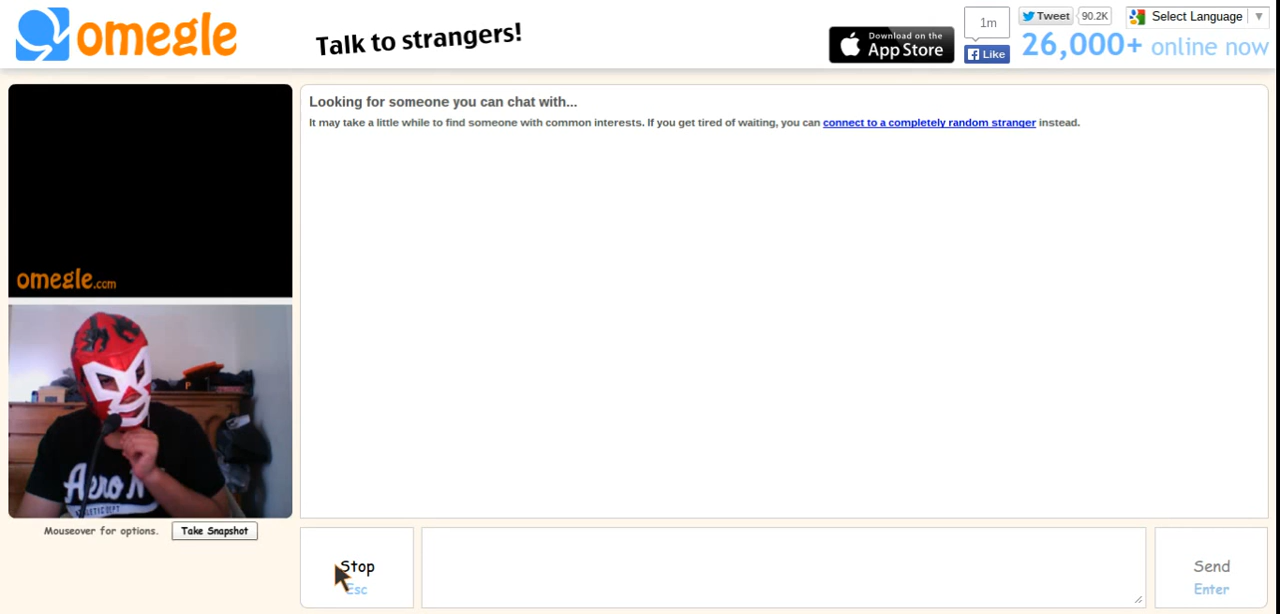 omegle
Talk to strangers!
Download on the
App Store
1m
Like
Tweet
90.2K
Select Language
26,000+ online now
Looking for someone you can chat with...
It may take a little while to find someone with common interests. If you get tired of waiting, you can connect to a completely random stranger instead.
omegle.com
Aero
Mouseover for options.
Take Snapshot
Stop
Esc
Send
Enter